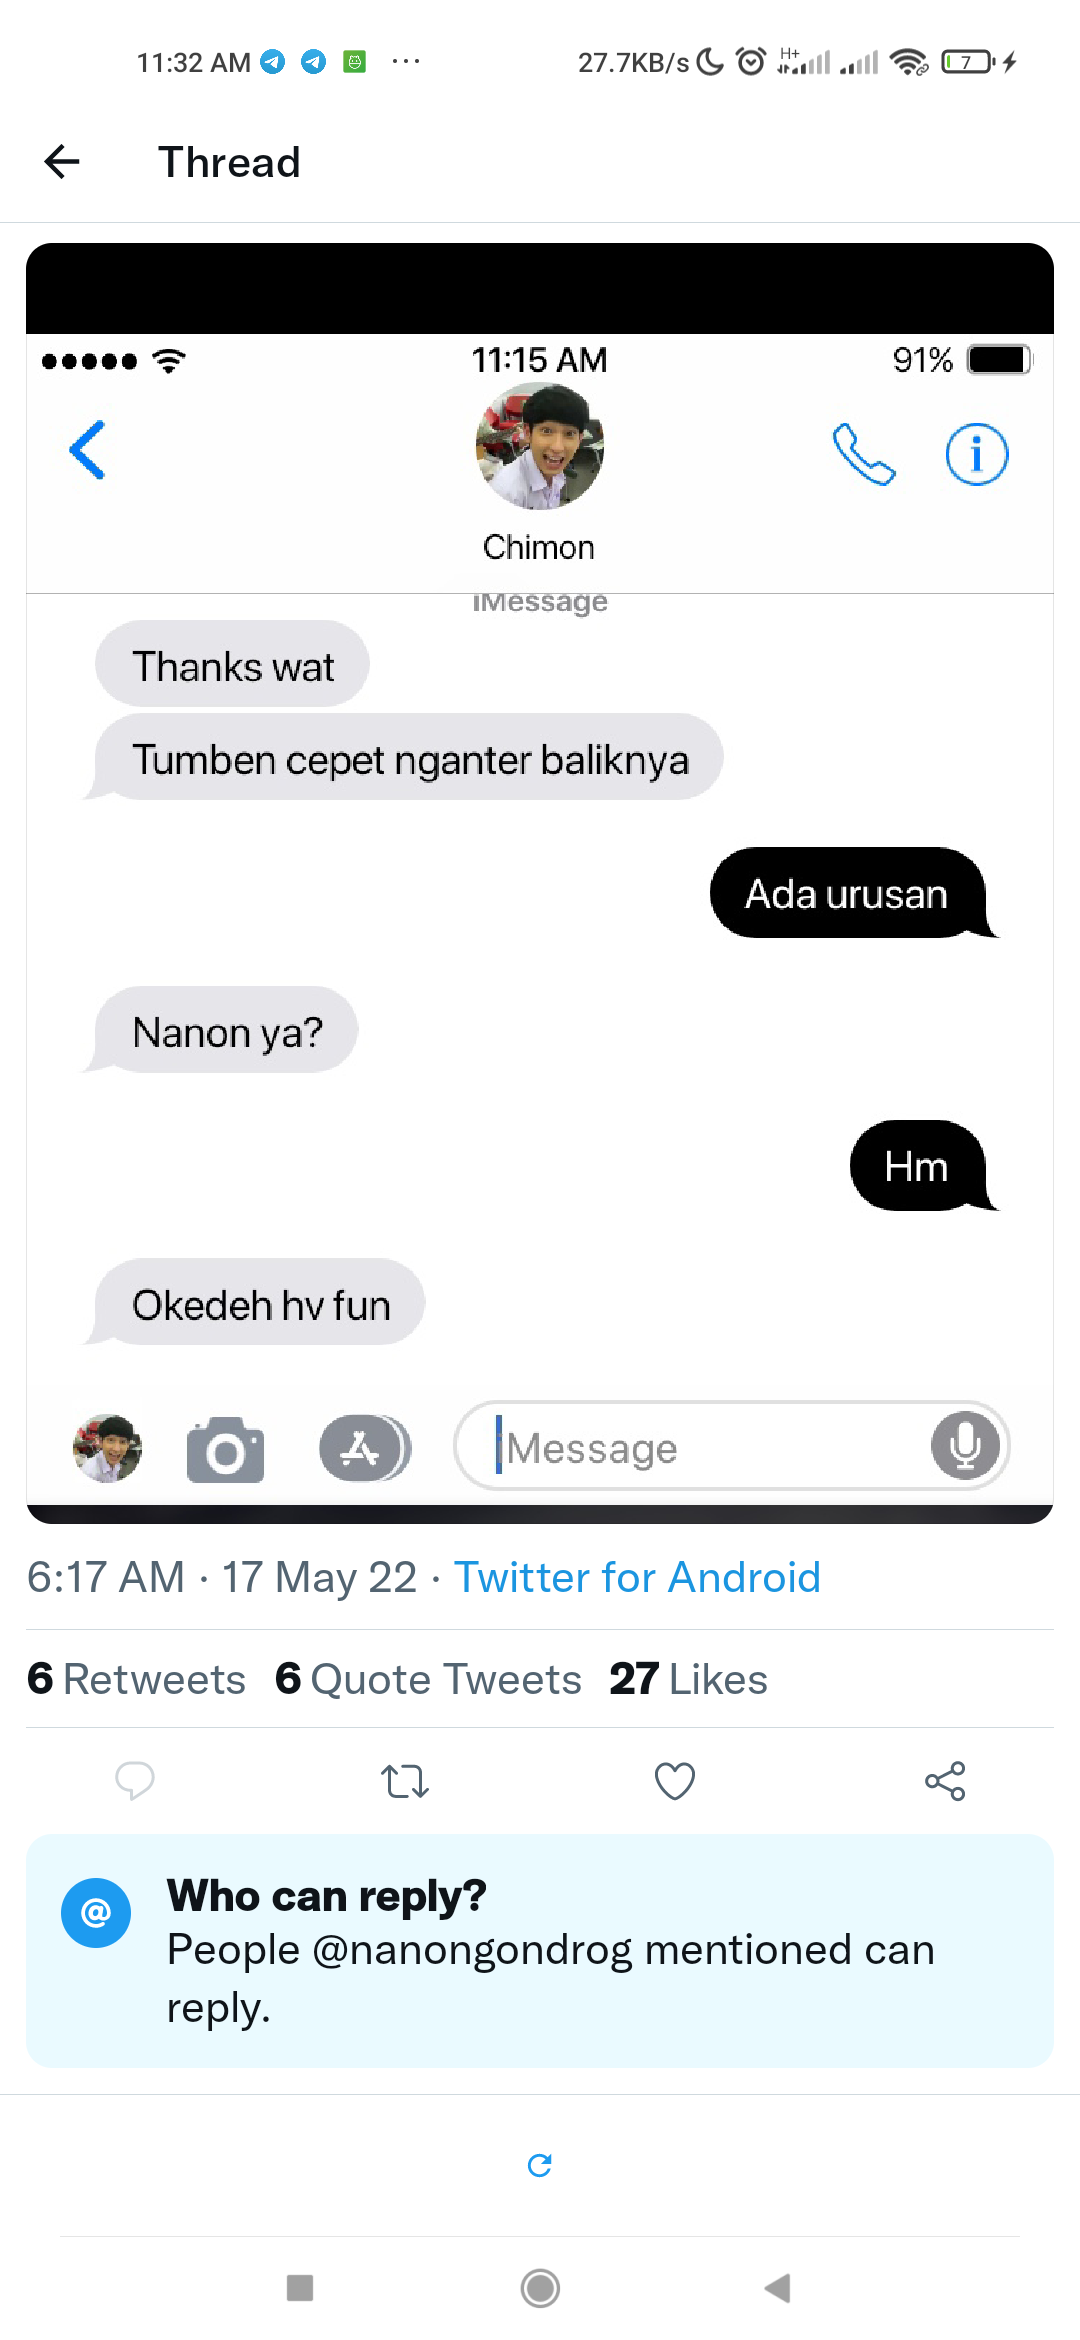 11:32 AM ... 27.7KB/s H+ 7
Thread
11:15 AM 91%
Chimon
iMessage
Thanks wat
Tumben cepet nganter baliknya
Ada urusan
Nanon ya?
Hm
Okedeh hv fun
iMessage
6:17 AM · 17 May 22 · Twitter for Android
6 Retweets 6 Quote Tweets 27 Likes
@ Who can reply?
People @nanongondrog mentioned can
reply.